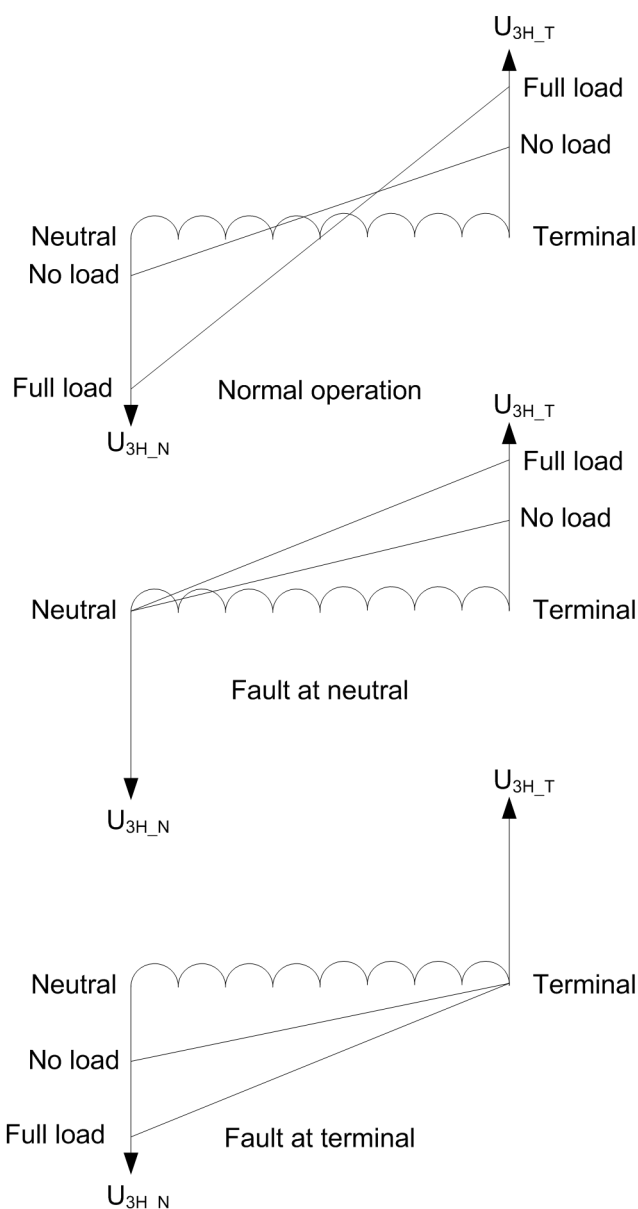 U3H_T
Full load
No load
Neutral
Terminal
No load
Full load
Normal operation
U3H_N
U3H_T
Full load
No load
Neutral
Terminal
Fault at neutral
U3H_N
U3H_T
Neutral
Terminal
No load
Full load
Fault at terminal
U3H_N